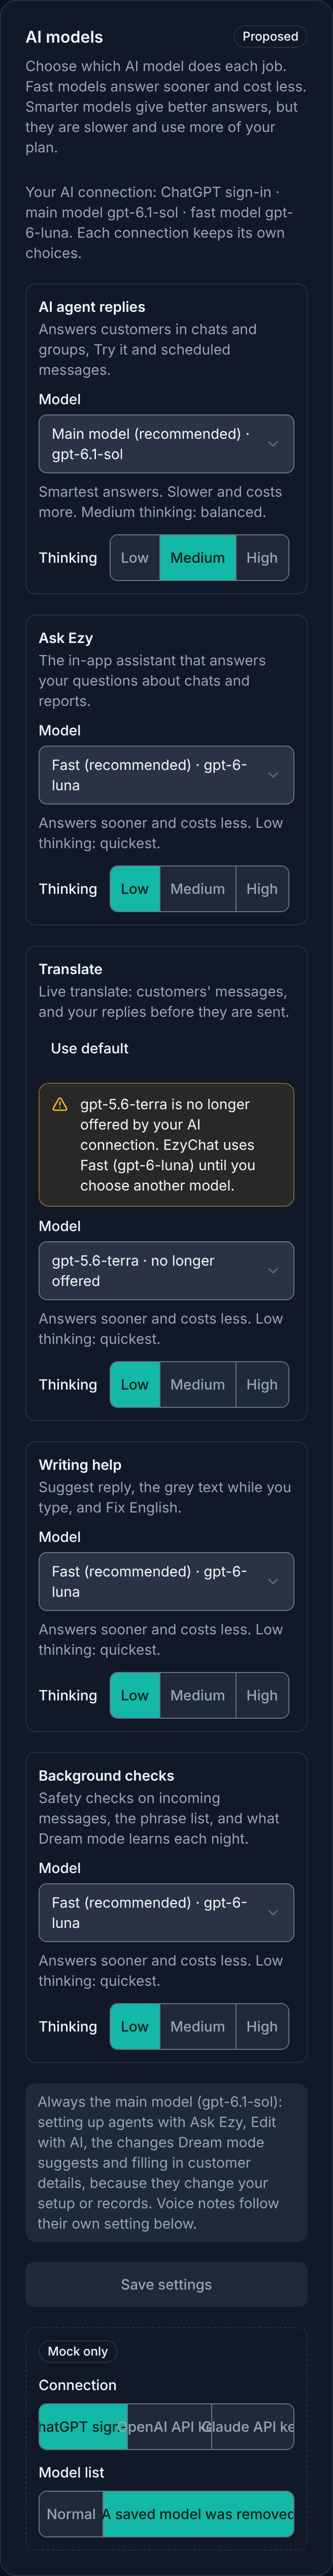 AI models
Proposed
Choose which AI model does each job.
Fast models answer sooner and cost less.
Smarter models give better answers, but
they are slower and use more of your
plan.
Your AI connection: ChatGPT sign-in ·
main model gpt-6.1-sol · fast model gpt-
6-luna. Each connection keeps its own
choices.
AI agent replies
Answers customers in chats and
groups, Try it and scheduled
messages.
Model
Main model (recommended) ·
gpt-6.1-sol
Smartest answers. Slower and costs
more. Medium thinking: balanced.
Thinking Low Medium High
Ask Ezy
The in-app assistant that answers
your questions about chats and
reports.
Model
Fast (recommended) · gpt-6-
luna
Answers sooner and costs less. Low
thinking: quickest.
Thinking Low Medium High
Translate
Live translate: customers' messages,
and your replies before they are sent.
Use default
gpt-5.6-terra is no longer
offered by your AI
connection. EzyChat uses
Fast (gpt-6-luna) until you
choose another model.
Model
gpt-5.6-terra · no longer
offered
Answers sooner and costs less. Low
thinking: quickest.
Thinking Low Medium High
Writing help
Suggest reply, the grey text while you
type, and Fix English.
Model
Fast (recommended) · gpt-6-
luna
Answers sooner and costs less. Low
thinking: quickest.
Thinking Low Medium High
Background checks
Safety checks on incoming
messages, the phrase list, and what
Dream mode learns each night.
Model
Fast (recommended) · gpt-6-
luna
Answers sooner and costs less. Low
thinking: quickest.
Thinking Low Medium High
Always the main model (gpt-6.1-sol):
setting up agents with Ask Ezy, Edit
with AI, the changes Dream mode
suggests and filling in customer
details, because they change your
setup or records. Voice notes follow
their own setting below.
Save settings
Mock only
Connection
hatGPT sign OpenAI API Claude API ke
Model list
Normal A saved model was removed